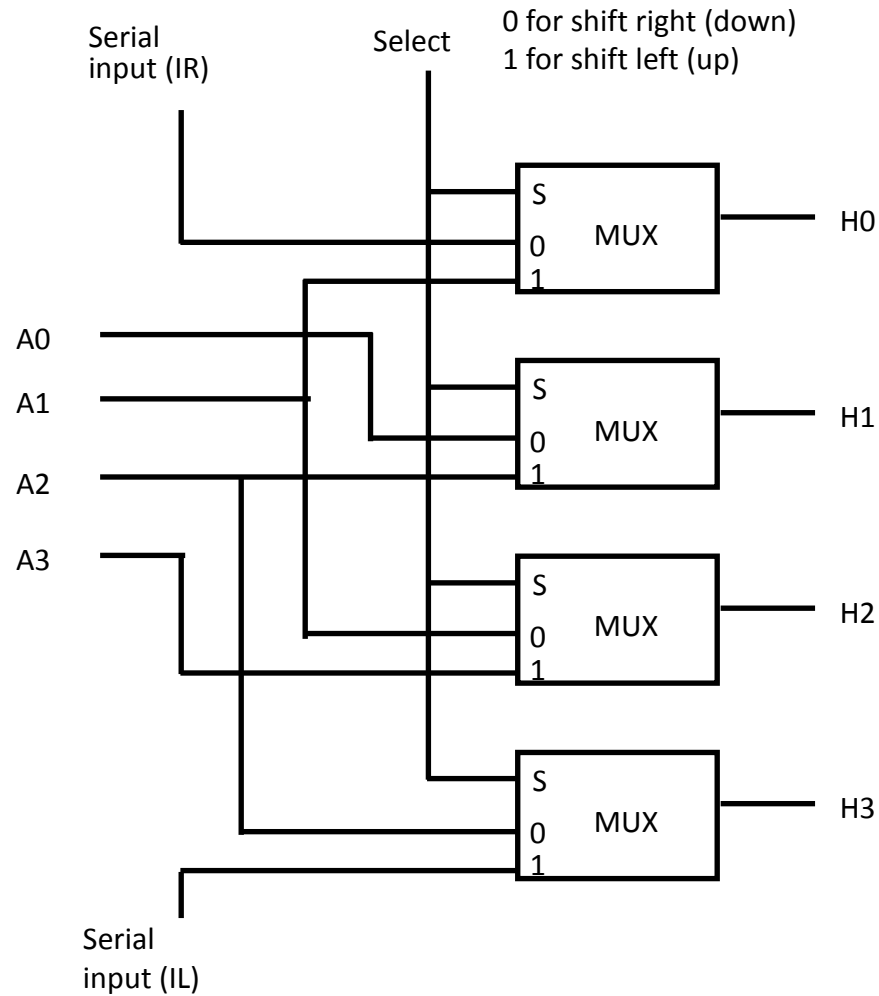 Serial
input (IR)
Select
0 for shift right (down)
1 for shift left (up)
S
MUX
0
1
H0
A0
A1
A2
A3
S
MUX
0
1
H1
S
MUX
0
1
H2
S
MUX
0
1
H3
Serial
input (IL)